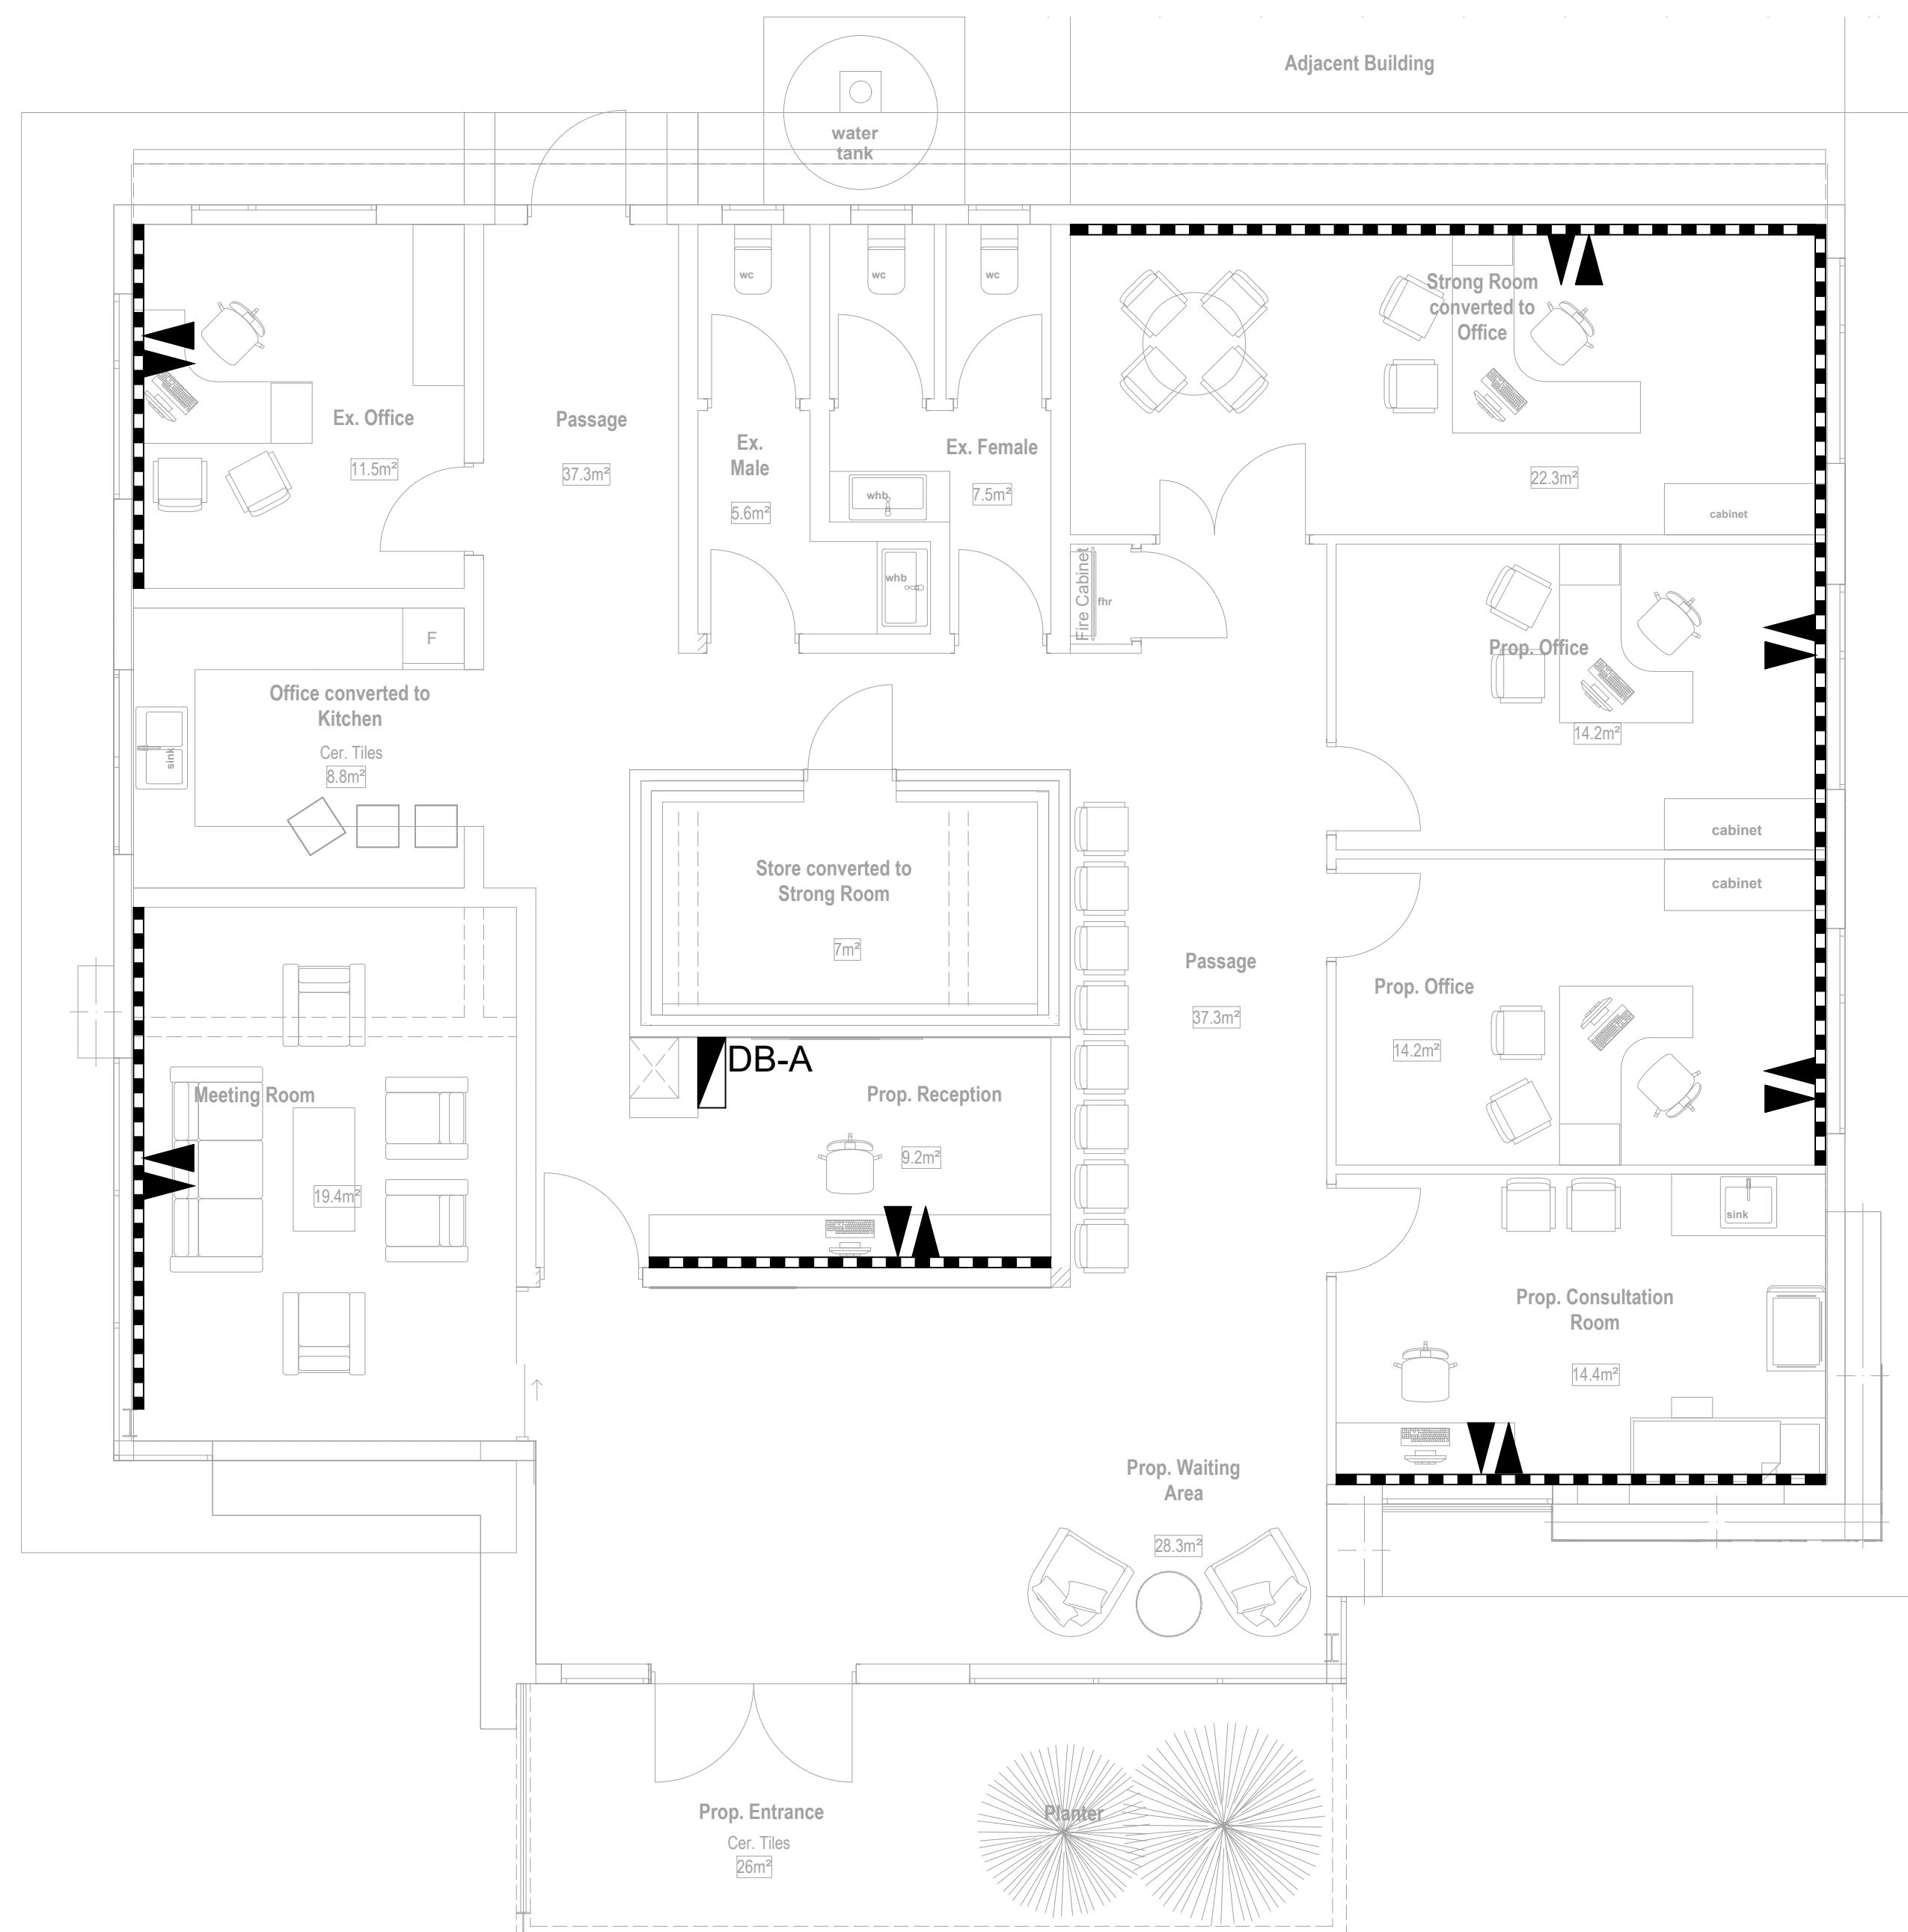 Adjacent Building
water
tank
wc
wc
wc
Strong Room
converted to
Office
22.3m²
cabinet
Ex. Office
11.5m²
Passage
37.3m²
Ex.
Male
5.6m²
Ex. Female
7.5m²
whb
whb
Fire Cabinet
fhr
F
Office converted to
Kitchen
Cer. Tiles
8.8m²
sink
Prop. Office
14.2m²
cabinet
cabinet
Store converted to
Strong Room
7m²
Passage
37.3m²
Prop. Office
14.2m²
DB-A
Prop. Reception
9.2m²
Meeting Room
19.4m²
sink
Prop. Consultation
Room
14.4m²
Prop. Waiting
Area
28.3m²
Prop. Entrance
Cer. Tiles
26m²
Planter